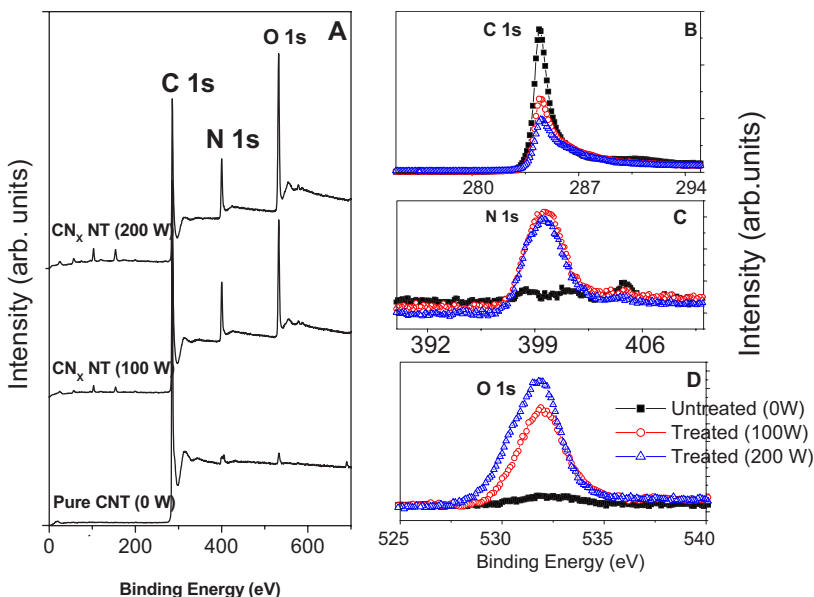 A
O 1s
C 1s
N 1s
CNx NT (200 W)
CNx NT (100 W)
Pure CNT (0 W)
Intensity (arb. units)
0 200 400 600
Binding Energy (eV)
B
C 1s
280 287 294
C
N 1s
392 399 406
D
O 1s
Untreated (0W)
Treated (100W)
Treated (200 W)
525 530 535 540
Binding Energy (eV)
Intensity (arb.units)